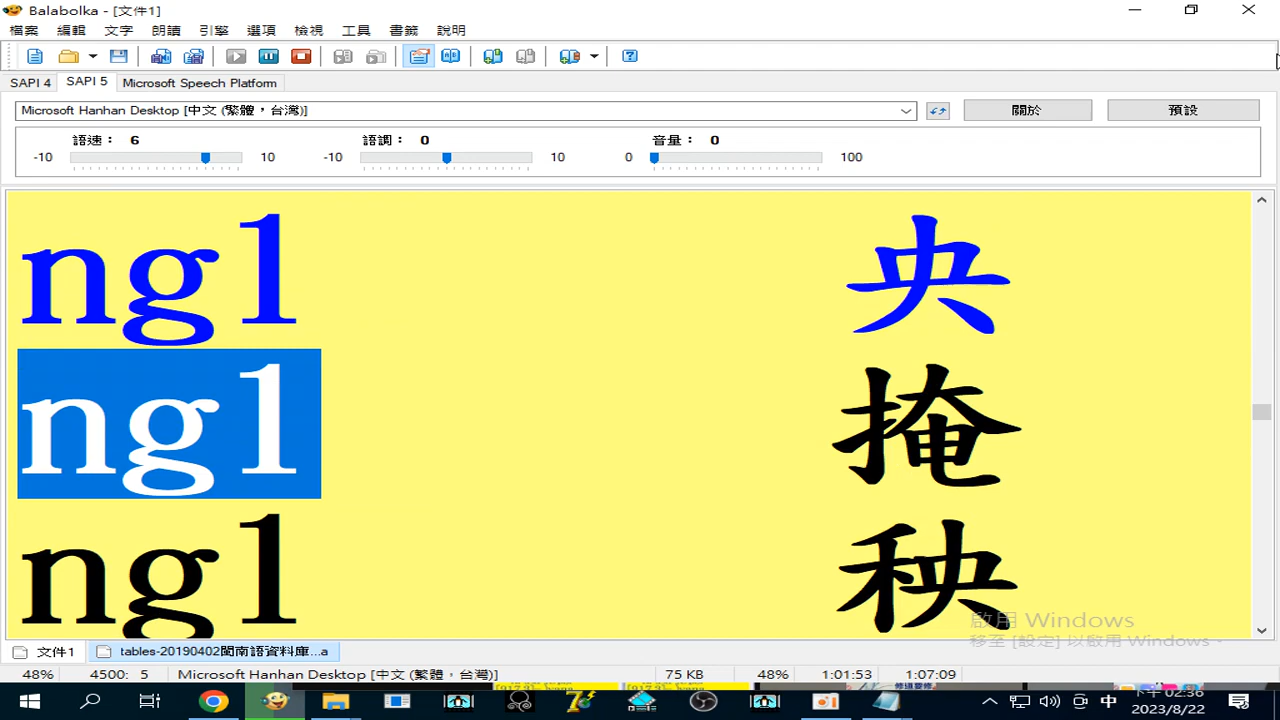 Balabolka - [文件1]
檔案 編輯 文字 朗讀 引擎 選項 檢視 工具 書籤 說明
SAPI 4 SAPI 5 Microsoft Speech Platform
Microsoft Hanhan Desktop [中文 (繁體，台灣)] 關於 預設
語速： 6 語調： 0 音量： 0
-10 10 -10 10 0 100
ng1 央
ng1 掩
ng1 秧
啟用 Windows
移至 [設定] 以啟用 Windows。
文件1 tables-20190402閩南語資料庫...a
48% 4500: 5 Microsoft Hanhan Desktop [中文 (繁體，台灣)] 75 KB 48% 1:01:53 1:07:09
中 下午 02:36
2023/8/22